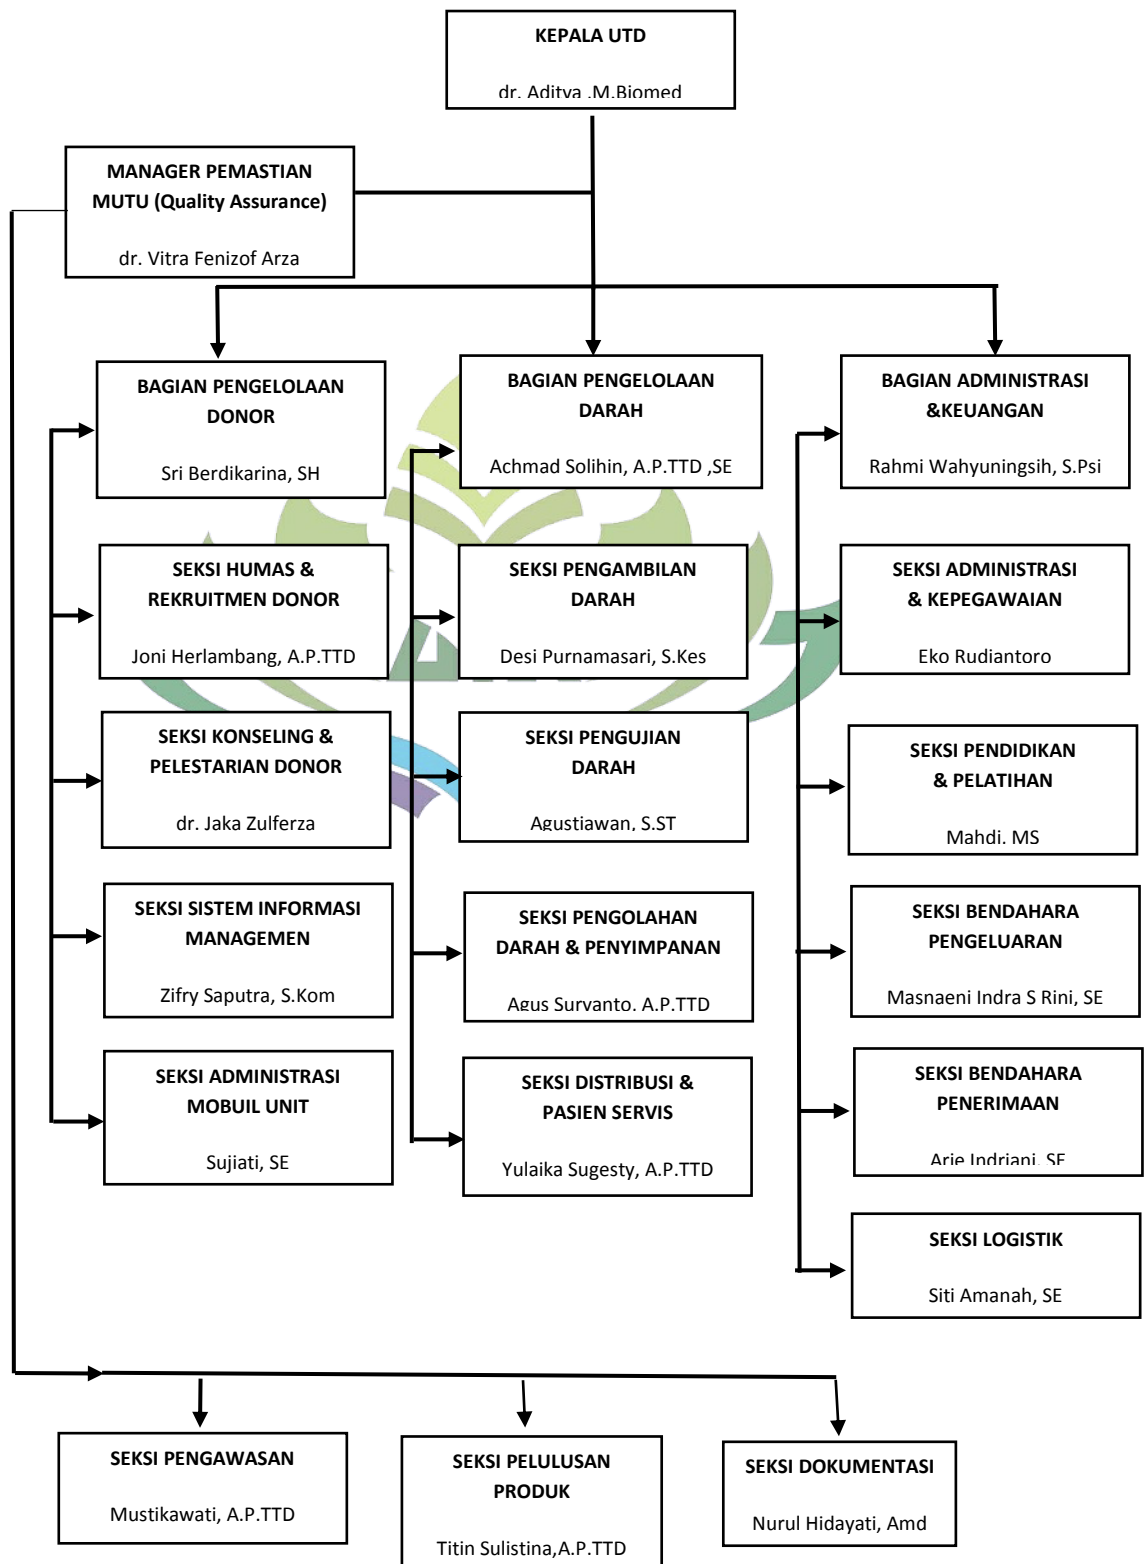 KEPALA UTD
dr. Aditya .M.Biomed
MANAGER PEMASTIAN
MUTU (Quality Assurance)
dr. Vitra Fenizof Arza
BAGIAN PENGELOLAAN
DONOR
Sri Berdikarina, SH
BAGIAN PENGELOLAAN
DARAH
Achmad Solihin, A.P.TTD ,SE
BAGIAN ADMINISTRASI
&KEUANGAN
Rahmi Wahyuningsih, S.Psi
SEKSI HUMAS &
REKRUITMEN DONOR
Joni Herlambang, A.P.TTD
SEKSI PENGAMBILAN
DARAH
Desi Purnamasari, S.Kes
SEKSI ADMINISTRASI
& KEPEGAWAIAN
Eko Rudiantoro
SEKSI KONSELING &
PELESTARIAN DONOR
dr. Jaka Zulferza
SEKSI PENGUJIAN
DARAH
Agustiawan, S.ST
SEKSI PENDIDIKAN
& PELATIHAN
Mahdi. MS
SEKSI SISTEM INFORMASI
MANAGEMEN
Zifry Saputra, S.Kom
SEKSI PENGOLAHAN
DARAH & PENYIMPANAN
Agus Suryanto. A.P.TTD
SEKSI BENDAHARA
PENGELUARAN
Masnaeni Indra S Rini, SE
SEKSI ADMINISTRASI
MOBUIL UNIT
Sujiati, SE
SEKSI DISTRIBUSI &
PASIEN SERVIS
Yulaika Sugesty, A.P.TTD
SEKSI BENDAHARA
PENERIMAAN
Arie Indriani. SE
SEKSI LOGISTIK
Siti Amanah, SE
SEKSI PENGAWASAN
Mustikawati, A.P.TTD
SEKSI PELULUSAN
PRODUK
Titin Sulistina,A.P.TTD
SEKSI DOKUMENTASI
Nurul Hidayati, Amd